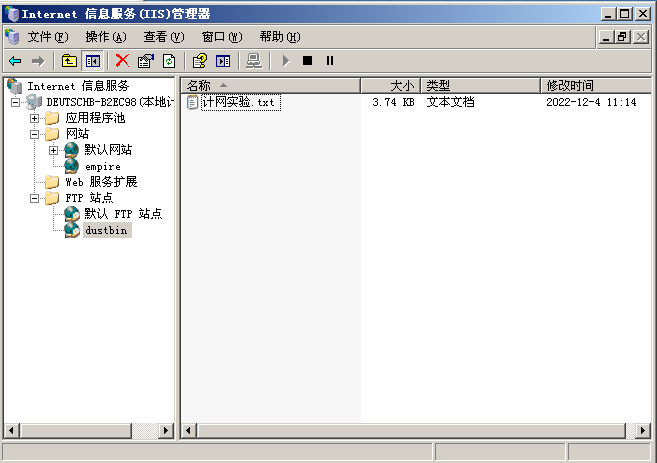 Internet 信息服务(IIS)管理器
文件(F) 操作(A) 查看(V) 窗口(W) 帮助(H)
Internet 信息服务
DEUTSCHB-B2EC98(本地计
应用程序池
网站
默认网站
empire
Web 服务扩展
FTP 站点
默认 FTP 站点
dustbin
名称 大小 类型 修改时间
计网实验.txt 3.74 KB 文本文档 2022-12-4 11:14